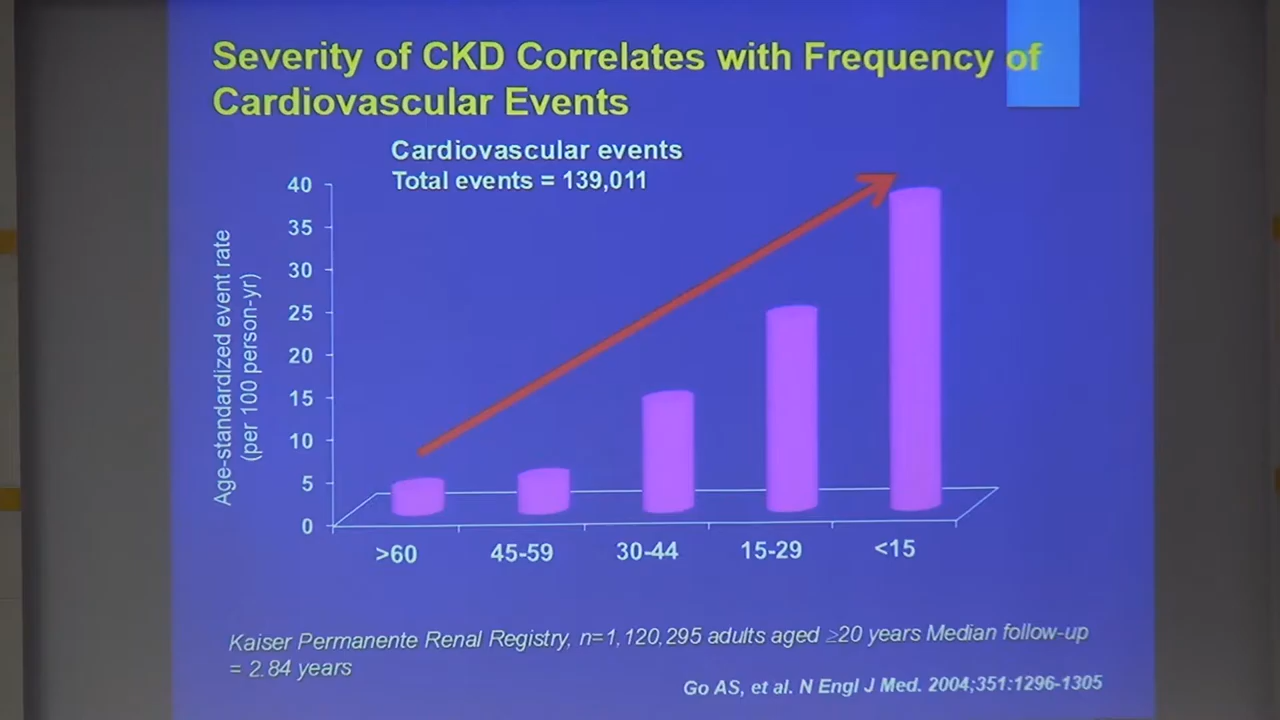 Severity of CKD Correlates with Frequency of
Cardiovascular Events
Cardiovascular events
Total events = 139,011
40
35
30
25
20
15
10
5
0
Age-standardized event rate
(per 100 person-yr)
>60
45-59
30-44
15-29
<15
Kaiser Permanente Renal Registry, n=1,120,295 adults aged ≥20 years Median follow-up
= 2.84 years
Go AS, et al. N Engl J Med. 2004;351:1296-1305